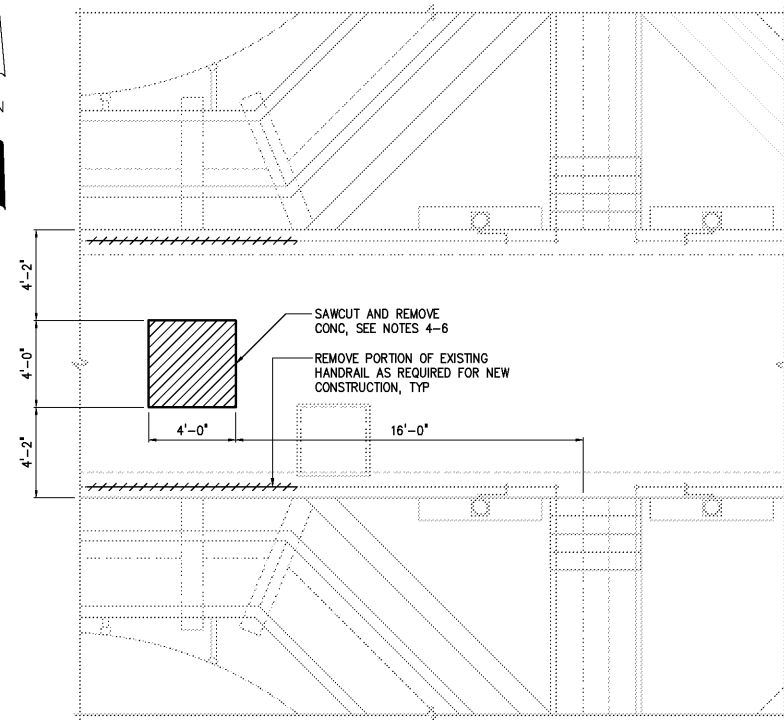 4'-2"
SAWCUT AND REMOVE
CONC, SEE NOTES 4-6
4'-0"
REMOVE PORTION OF EXISTING
HANDRAIL AS REQUIRED FOR NEW
CONSTRUCTION, TYP
4'-0"
16'-0"
4'-2"